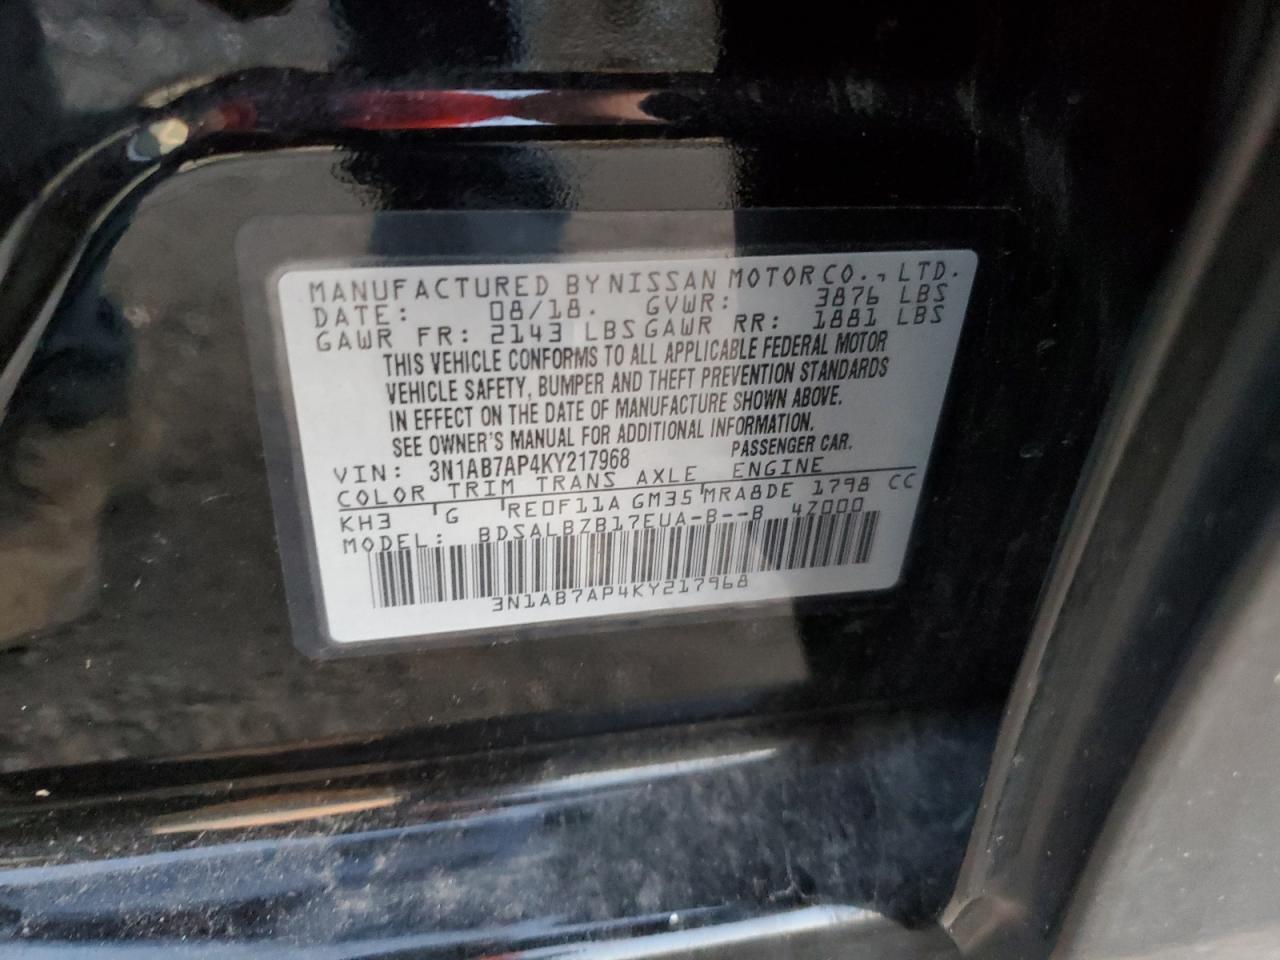 MANUFACTURED BY NISSAN MOTOR CO., LTD.
DATE: 08/18. GVWR: 3876 LBS
GAWR FR: 2143 LBS GAWR RR: 1881 LBS
THIS VEHICLE CONFORMS TO ALL APPLICABLE FEDERAL MOTOR
VEHICLE SAFETY, BUMPER AND THEFT PREVENTION STANDARDS
IN EFFECT ON THE DATE OF MANUFACTURE SHOWN ABOVE.
SEE OWNER'S MANUAL FOR ADDITIONAL INFORMATION.
VIN: 3N1AB7AP4KY217968 PASSENGER CAR.
COLOR TRIM TRANS AXLE ENGINE
KH3 G RE0F11A GM35 MRA8DE 1798 CC
MODEL: BDSALBZB17EUA-B--B 47000
3N1AB7AP4KY217968